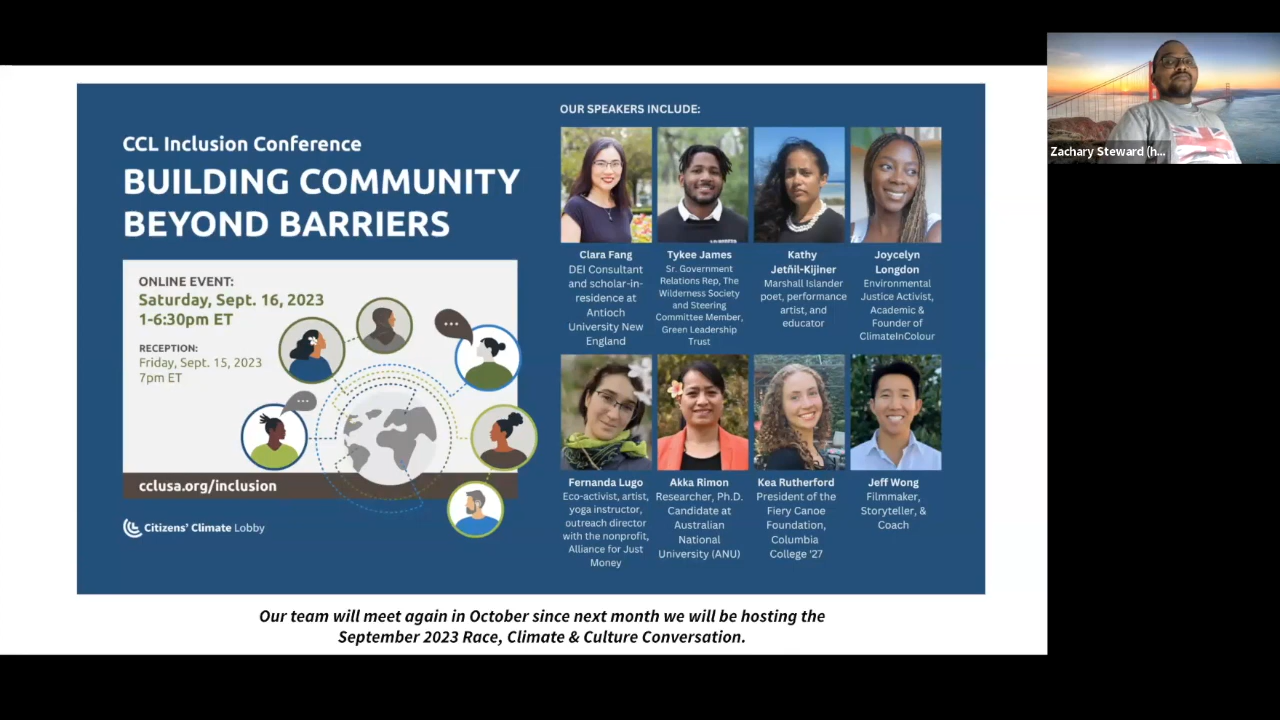 CCL Inclusion Conference
BUILDING COMMUNITY
BEYOND BARRIERS
ONLINE EVENT:
Saturday, Sept. 16, 2023
1-6:30pm ET
RECEPTION:
Friday, Sept. 15, 2023
7pm ET
cclusa.org/inclusion
Citizens' Climate Lobby
OUR SPEAKERS INCLUDE:
Clara Fang
DEI Consultant
and scholar-in-
residence at
Antioch
University New
England
Tykee James
Sr. Government
Relations Rep, The
Wilderness Society
and Steering
Committee Member,
Green Leadership
Trust
Kathy
Jetñil-Kijiner
Marshall Islander
poet, performance
artist, and
educator
Joycelyn
Longdon
Environmental
Justice Activist,
Academic &
Founder of
ClimateInColour
Fernanda Lugo
Eco-activist, artist,
yoga instructor,
outreach director
with the nonprofit,
Alliance for Just
Money
Akka Rimon
Researcher, Ph.D.
Candidate at
Australian
National
University (ANU)
Kea Rutherford
President of the
Fiery Canoe
Foundation,
Columbia
College '27
Jeff Wong
Filmmaker,
Storyteller, &
Coach
Our team will meet again in October since next month we will be hosting the
September 2023 Race, Climate & Culture Conversation.
Zachary Steward (h...